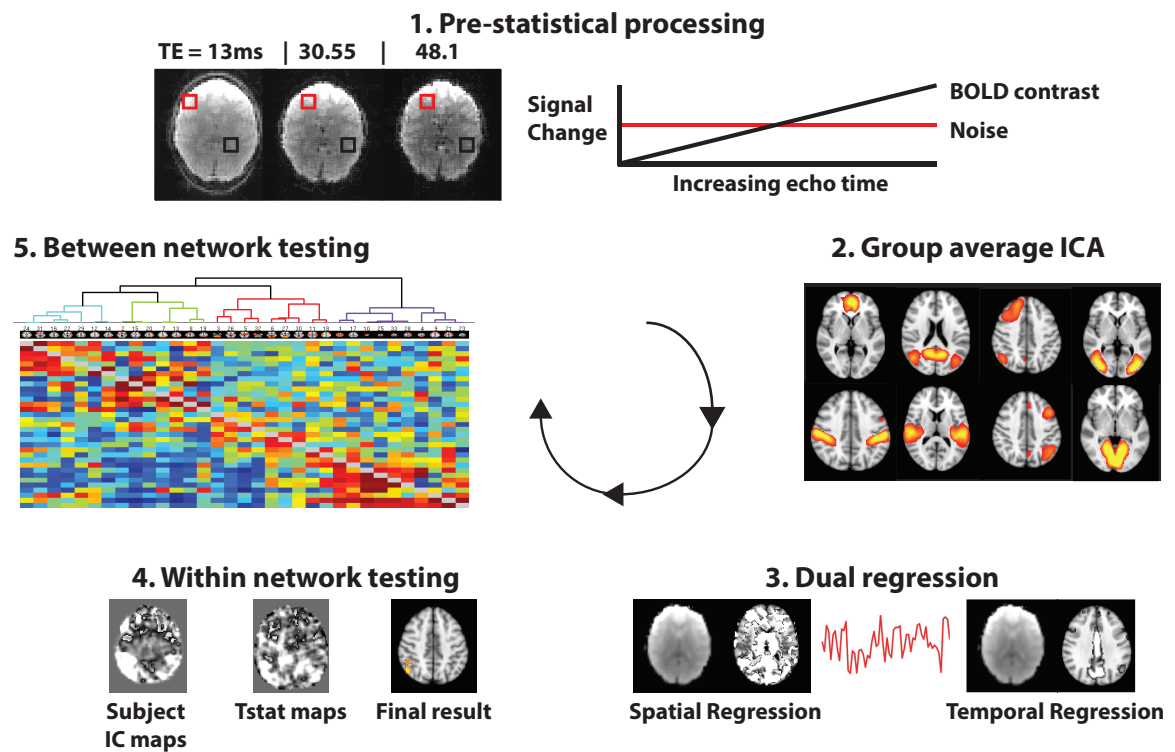 1. Pre-statistical processing
TE = 13ms | 30.55 | 48.1
Signal
Change
BOLD contrast
Noise
Increasing echo time
5. Between network testing
2. Group average ICA
4. Within network testing
3. Dual regression
Subject
IC maps
Tstat maps
Final result
Spatial Regression
Temporal Regression